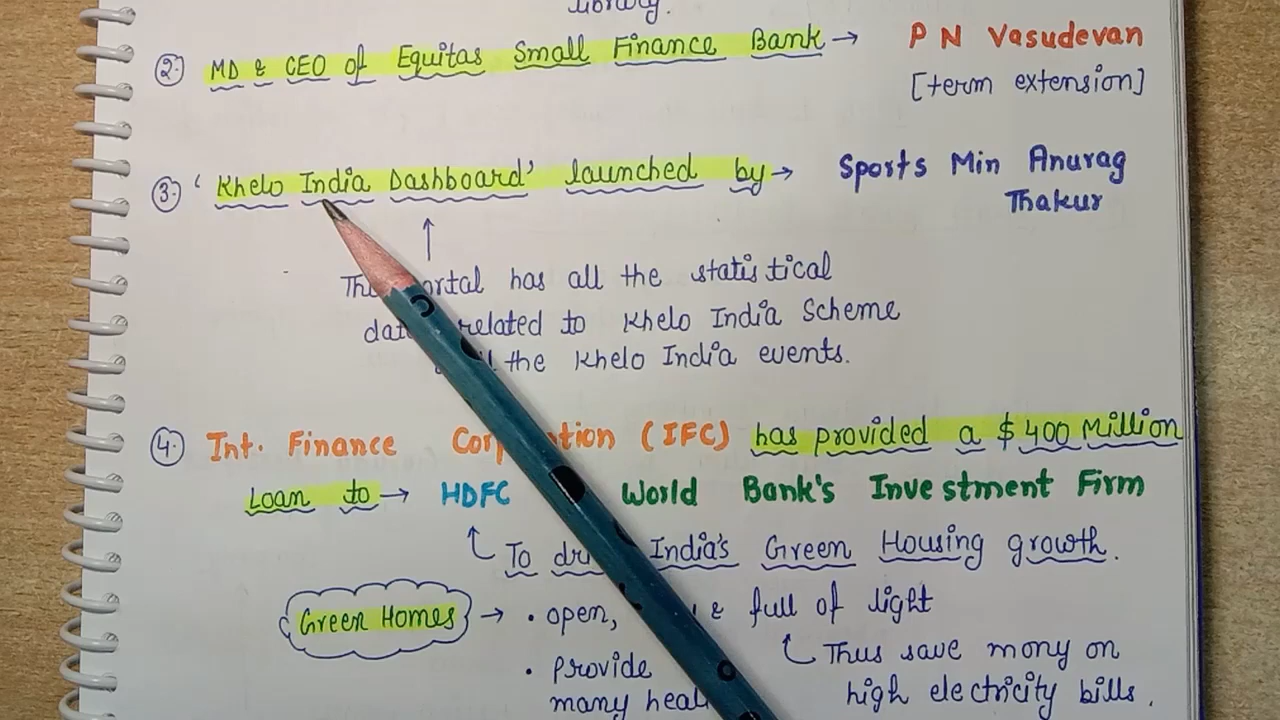 library.
2. MD & CEO of Equitas Small Finance Bank → P N Vasudevan
[term extension]
3. 'Khelo India Dashboard' launched by → Sports Min Anurag
Thakur
has all the statistical
related to Khelo India Scheme
the Khelo India events.
4. Int. Finance (IFC) has provided a $ 400 Million
Loan to → HDFC World Bank's Investment Firm
To India's Green Housing growth.
Green Homes → • open, & full of light
Thus save mony on
• provide
high electricity bills.
many